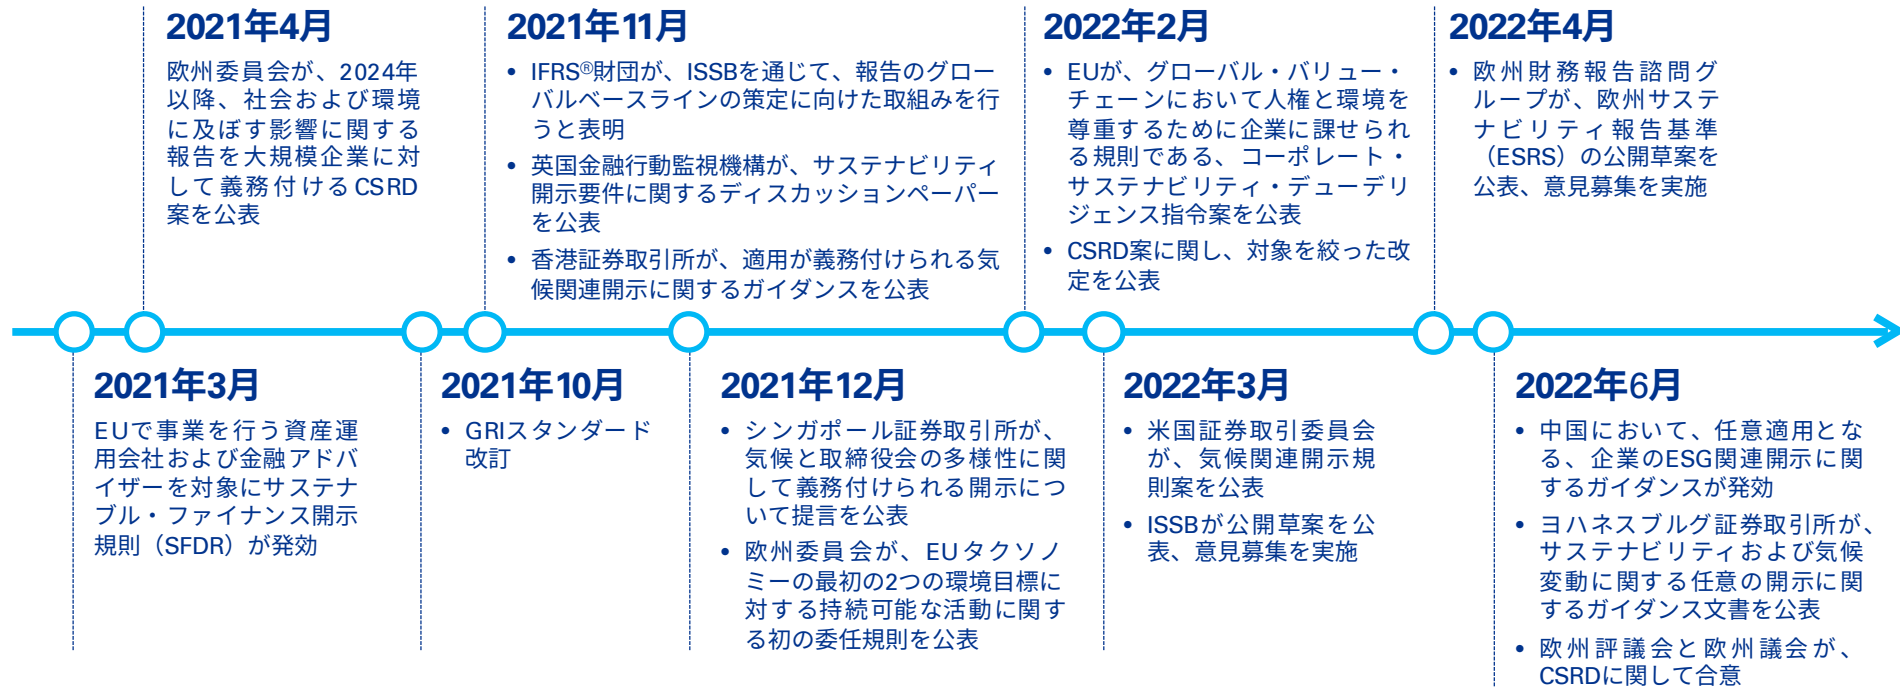 2021年4月
欧州委員会が、2024年
以降、社会および環境
に及ぼす影響に関する
報告を大規模企業に対
して義務付けるCSRD
案を公表
2021年11月
• IFRS®財団が、ISSBを通じて、報告のグロー
バルベースラインの策定に向けた取組みを行
うと表明
• 英国金融行動監視機構が、サステナビリティ
開示要件に関するディスカッションペーパー
を公表
• 香港証券取引所が、適用が義務付けられる気
候関連開示に関するガイダンスを公表
2022年2月
• EUが、グローバル・バリュー・
チェーンにおいて人権と環境を
尊重するために企業に課せられ
る規則である、コーポレート・
サステナビリティ・デューデリ
ジェンス指令案を公表
• CSRD案に関し、対象を絞った改
定を公表
2022年4月
• 欧州財務報告諮問グ
ループが、欧州サステ
ナビリティ報告基準
（ESRS）の公開草案を
公表、意見募集を実施
2021年3月
EUで事業を行う資産運
用会社および金融アドバ
イザーを対象にサステナ
ブル・ファイナンス開示
規則（SFDR）が発効
2021年10月
• GRIスタンダード
改訂
2021年12月
• シンガポール証券取引所が、
気候と取締役会の多様性に関
して義務付けられる開示につ
いて提言を公表
• 欧州委員会が、EUタクソノ
ミーの最初の2つの環境目標に
対する持続可能な活動に関す
る初の委任規則を公表
2022年3月
• 米国証券取引委員会
が、気候関連開示規
則案を公表
• ISSBが公開草案を公
表、意見募集を実施
2022年6月
• 中国において、任意適用とな
る、企業のESG関連開示に関
するガイダンスが発効
• ヨハネスブルグ証券取引所が、
サステナビリティおよび気候
変動に関する任意の開示に関
するガイダンス文書を公表
• 欧州評議会と欧州議会が、
CSRDに関して合意